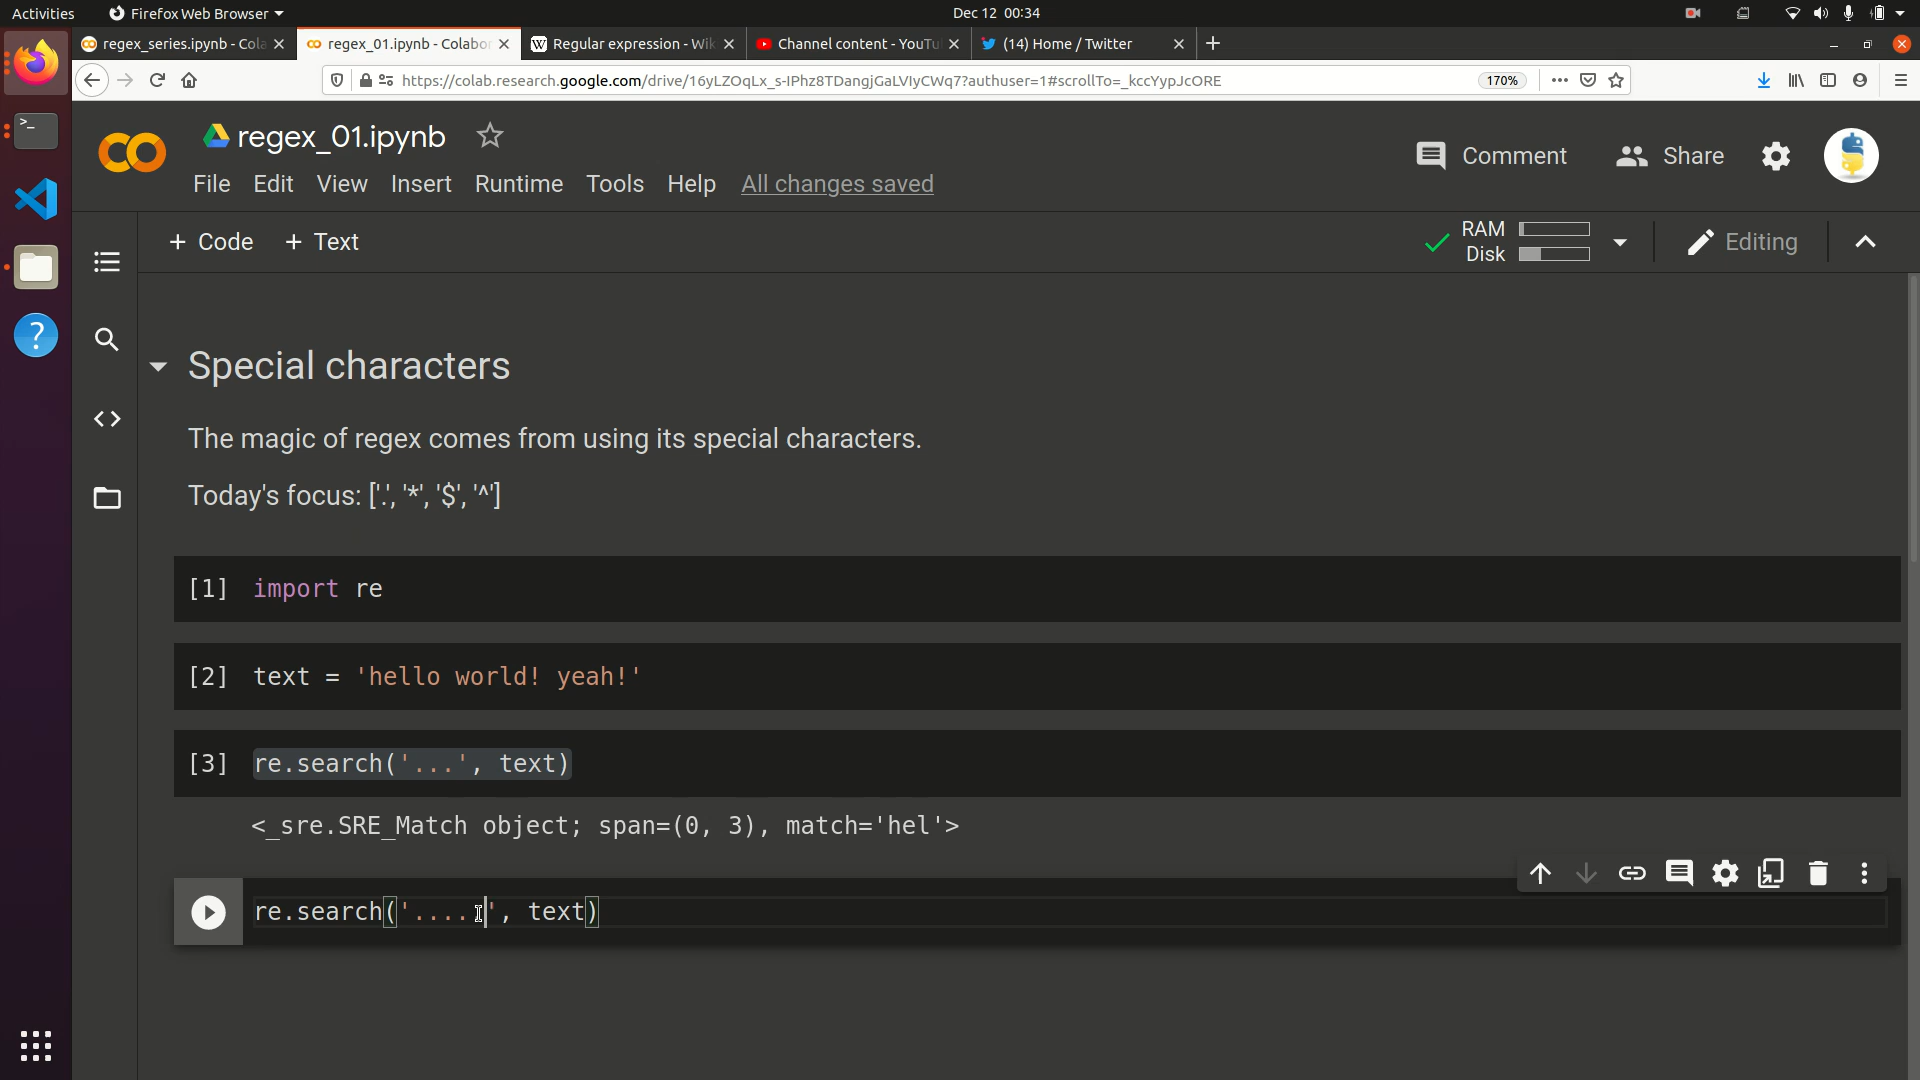 Activities Firefox Web Browser Dec 12 00:34
regex_series.ipynb - Cola regex_01.ipynb - Colabor Regular expression - Wik Channel content - YouTu (14) Home / Twitter
https://colab.research.google.com/drive/16yLZOqLx_s-IPhz8TDangjGaLVIyCWq7?authuser=1#scrollTo=_kccYypJcORE 170%
regex_01.ipynb
Comment Share
File Edit View Insert Runtime Tools Help All changes saved
+ Code + Text
RAM
Disk
Editing
Special characters
The magic of regex comes from using its special characters.
Today's focus: ['.', '*', '$', '^']
[1] import re
[2] text = 'hello world! yeah!'
[3] re.search('...', text)
<_sre.SRE_Match object; span=(0, 3), match='hel'>